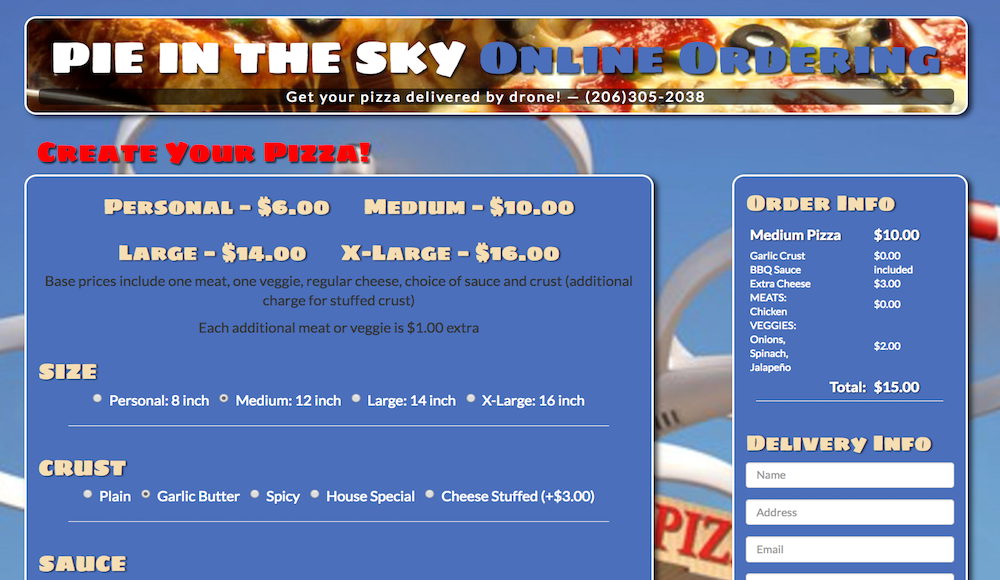 PIE IN THE SKY Online Ordering
Get your pizza delivered by drone! — (206)305-2038
Create Your Pizza!
Personal - $6.00 Medium - $10.00
Large - $14.00 X-Large - $16.00
Base prices include one meat, one veggie, regular cheese, choice of sauce and crust (additional
charge for stuffed crust)
Each additional meat or veggie is $1.00 extra
SIZE
Personal: 8 inch Medium: 12 inch Large: 14 inch X-Large: 16 inch
CRUST
Plain Garlic Butter Spicy House Special Cheese Stuffed (+$3.00)
SAUCE
Order Info
Medium Pizza $10.00
Garlic Crust $0.00
BBQ Sauce included
Extra Cheese $3.00
MEATS:
Chicken $0.00
VEGGIES:
Onions,
Spinach, $2.00
Jalapeño
Total: $15.00
Delivery Info
Name
Address
Email
PIZ